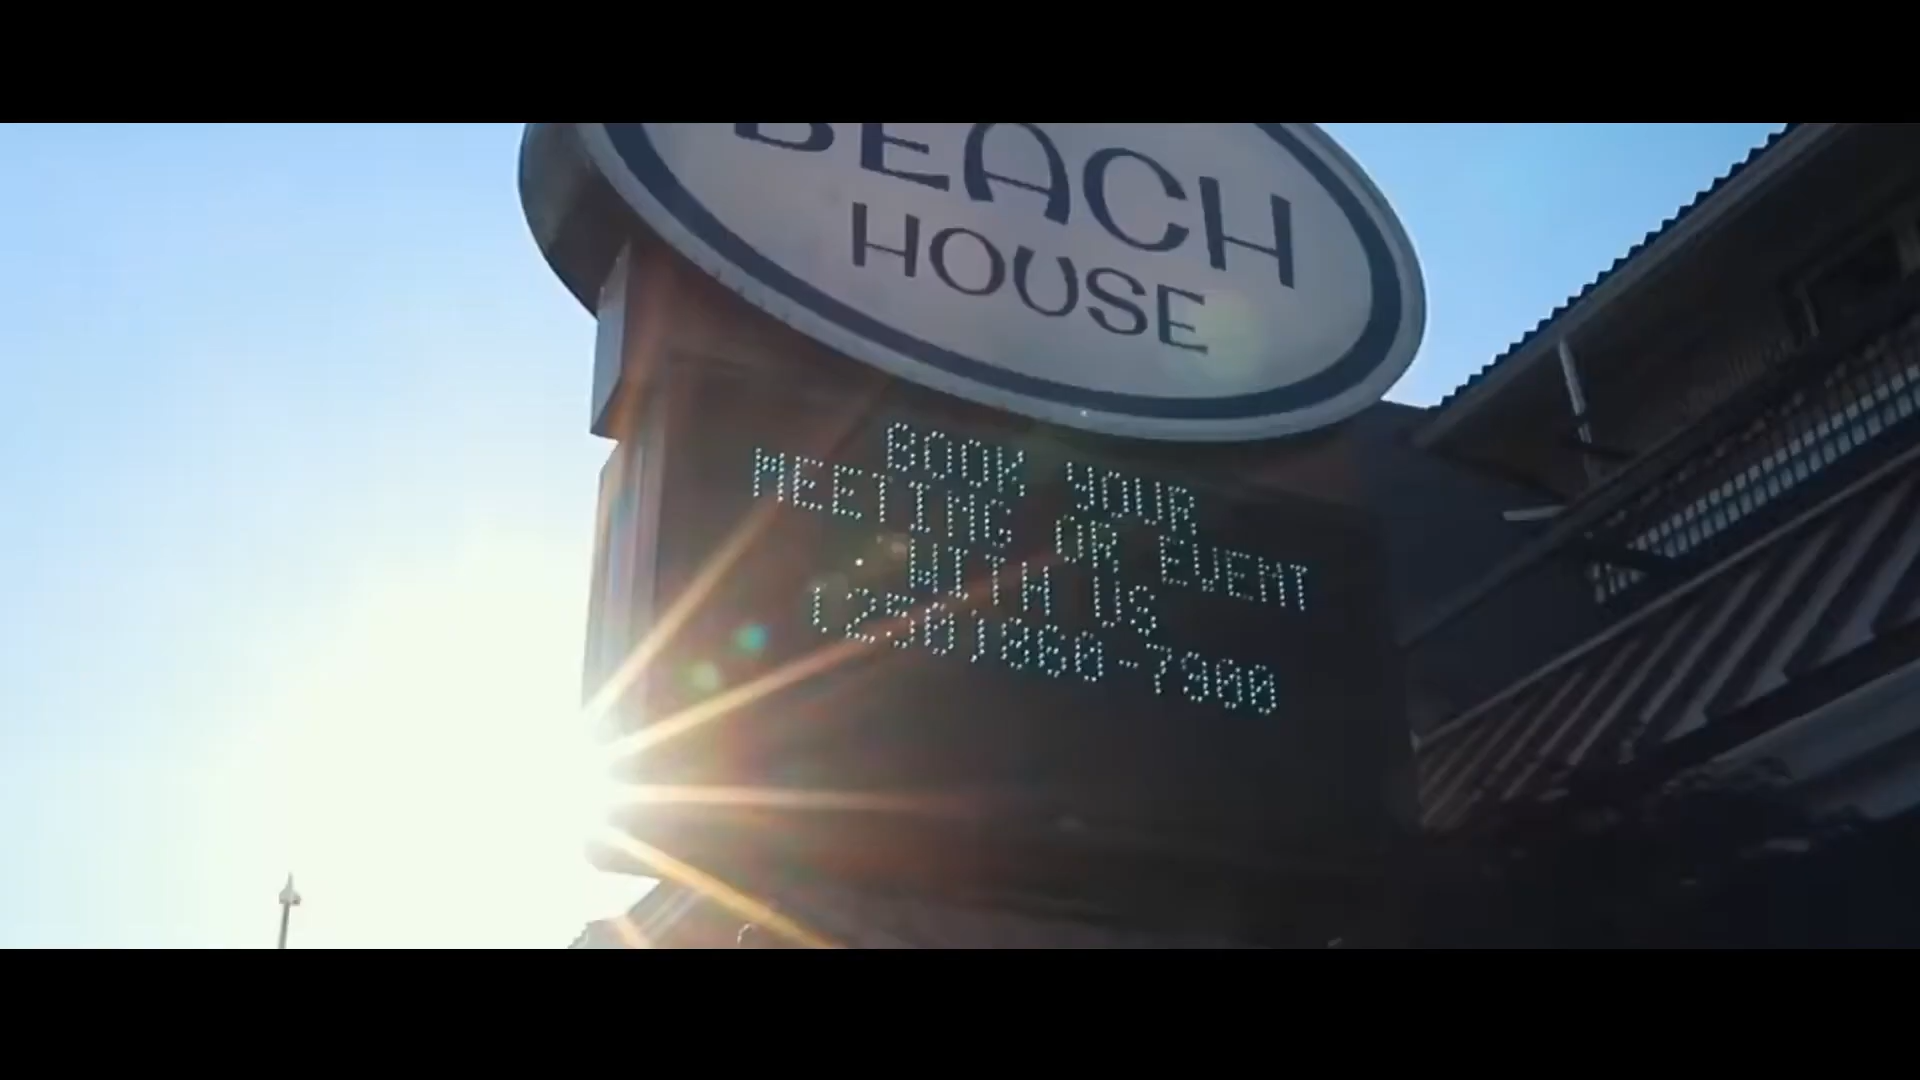 BEACH
HOUSE
BOOK YOUR
MEETING OR EVENT
WITH US
(250)860-7900